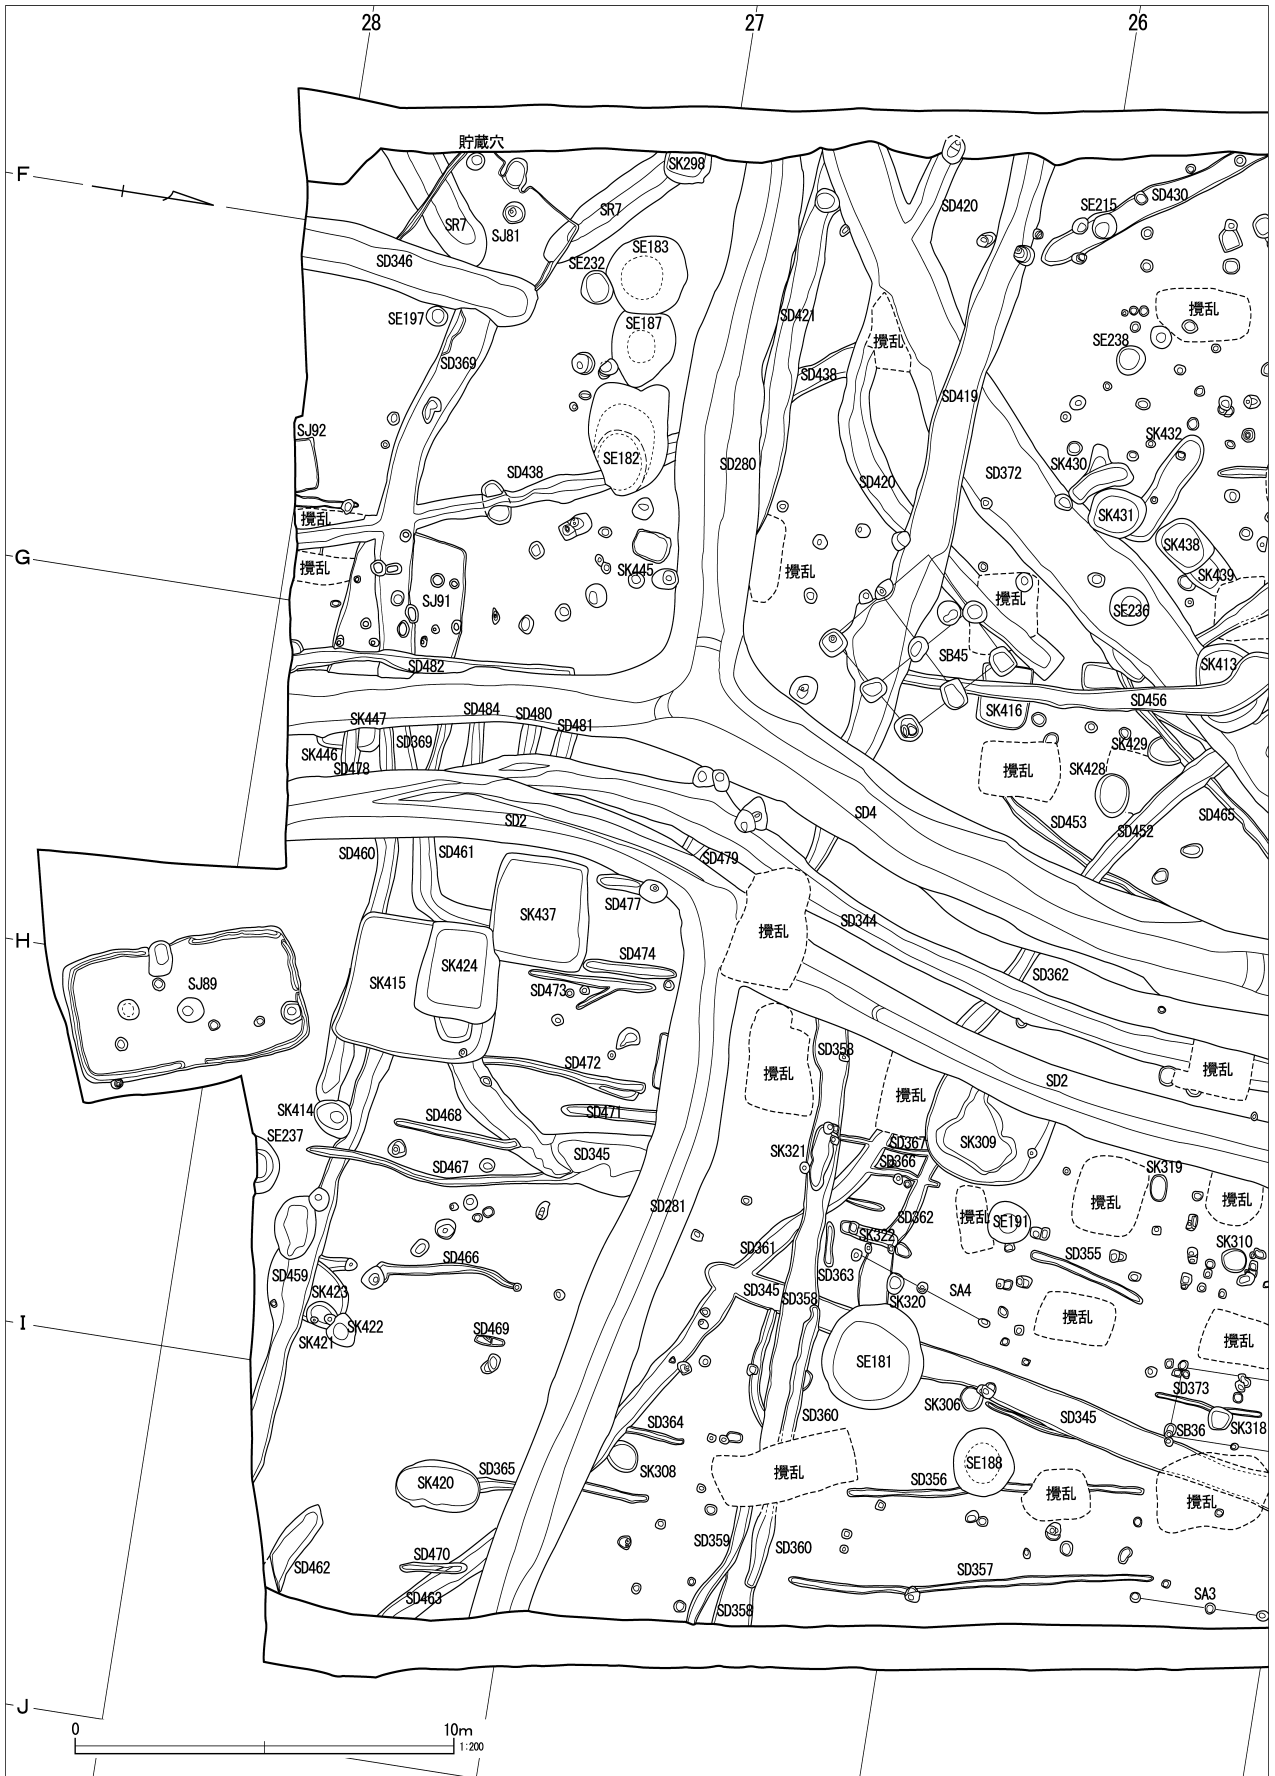 28
27
26
貯蔵穴
SK298
F
SE215
SD430
SR7
SR7
SJ81
SD420
SE183
SD346
SE232
攪乱
SE197
SE187
SD421
攪乱
SE238
SD369
SD438
SD419
SJ92
SK432
SE182
SD280
SK430
SD438
SD372
SD420
攪乱
SK431
G
SK438
攪乱
SK445
攪乱
SK439
SJ91
攪乱
SE236
SB45
SD482
SK413
SD456
SK447
SD484
SD480
SK416
SD481
SK446
SD369
SK429
SD478
攪乱
SK428
SD2
SD4
SD453
SD452
SD465
SD460
SD461
SD479
SK437
SD477
SD344
攪乱
H
SD474
SK424
SD362
SJ89
SK415
SD473
SD358
SD472
攪乱
攪乱
SD2
攪乱
SK414
SD468
SD471
SE237
SK321
SD367
SK309
SD345
SD467
SD366
SK319
SD281
SD362
攪乱
SE191
攪乱
攪乱
SK322
SD361
SD466
SD355
SK310
SD459
SD363
SK423
SD345
SD358
SK320
SA4
攪乱
I
SK421
SK422
SD469
攪乱
SE181
SD373
SK306
SD345
SD364
SD360
SB36
SK318
SK308
SE188
SK420
SD365
攪乱
SD356
攪乱
攪乱
SD359
SD360
SD470
SD462
SD357
SD463
SD358
SA3
J
0
10m
1:200